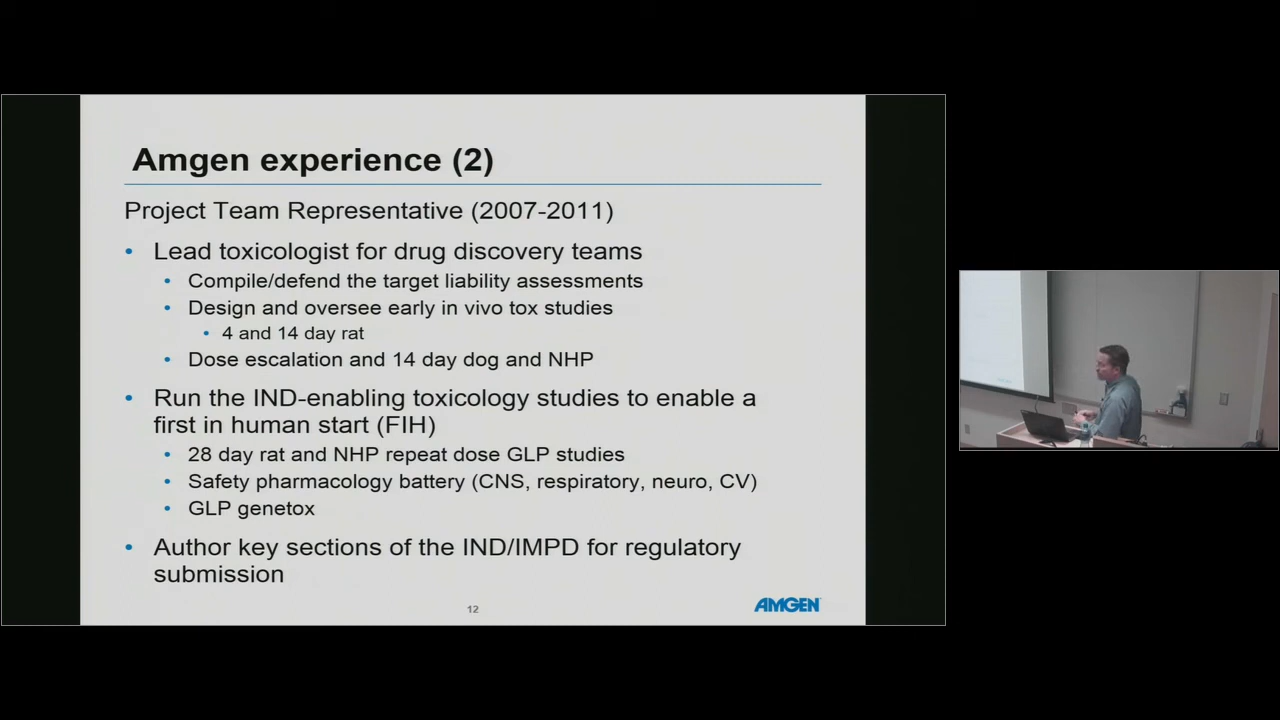 Amgen experience (2)
Project Team Representative (2007-2011)
• Lead toxicologist for drug discovery teams
• Compile/defend the target liability assessments
• Design and oversee early in vivo tox studies
• 4 and 14 day rat
• Dose escalation and 14 day dog and NHP
• Run the IND-enabling toxicology studies to enable a
first in human start (FIH)
• 28 day rat and NHP repeat dose GLP studies
• Safety pharmacology battery (CNS, respiratory, neuro, CV)
• GLP genetox
• Author key sections of the IND/IMPD for regulatory
submission
12
AMGEN